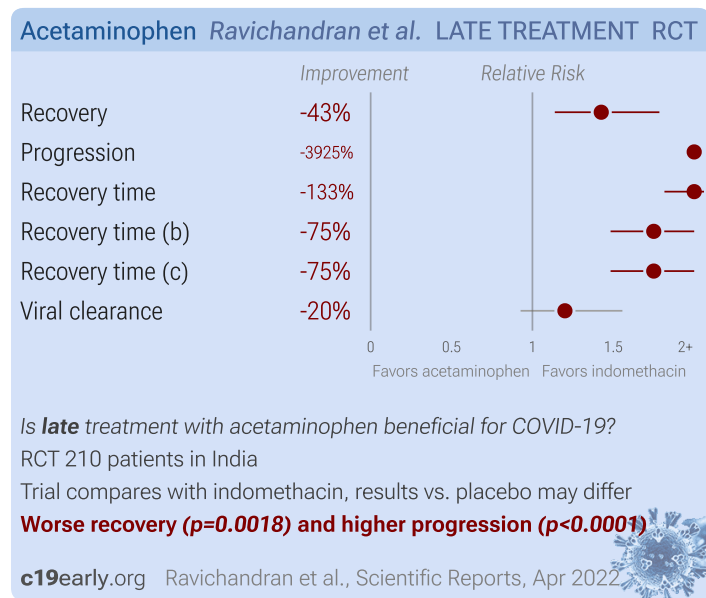 Acetaminophen Ravichandran et al. LATE TREATMENT RCT
Improvement Relative Risk
Recovery -43%
Progression -3925%
Recovery time -133%
Recovery time (b) -75%
Recovery time (c) -75%
Viral clearance -20%
0 0.5 1 1.5 2+
Favors acetaminophen Favors indomethacin
Is late treatment with acetaminophen beneficial for COVID-19?
RCT 210 patients in India
Trial compares with indomethacin, results vs. placebo may differ
Worse recovery (p=0.0018) and higher progression (p<0.0001)
c19early.org Ravichandran et al., Scientific Reports, Apr 2022